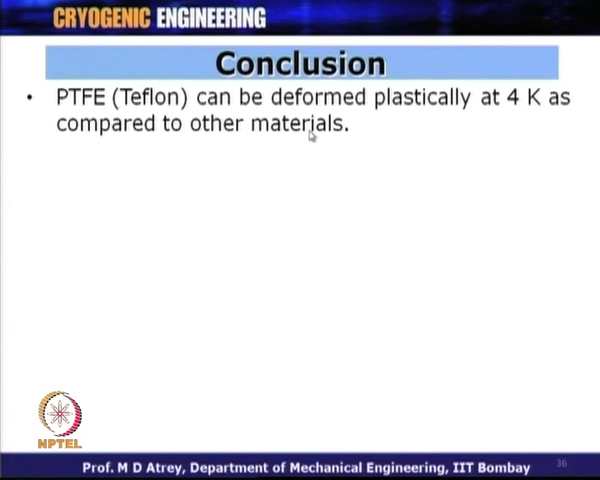 CRYOGENIC ENGINEERING
Conclusion
• PTFE (Teflon) can be deformed plastically at 4 K as
compared to other materials.
NPTEL
Prof. M D Atrey, Department of Mechanical Engineering, IIT Bombay
36